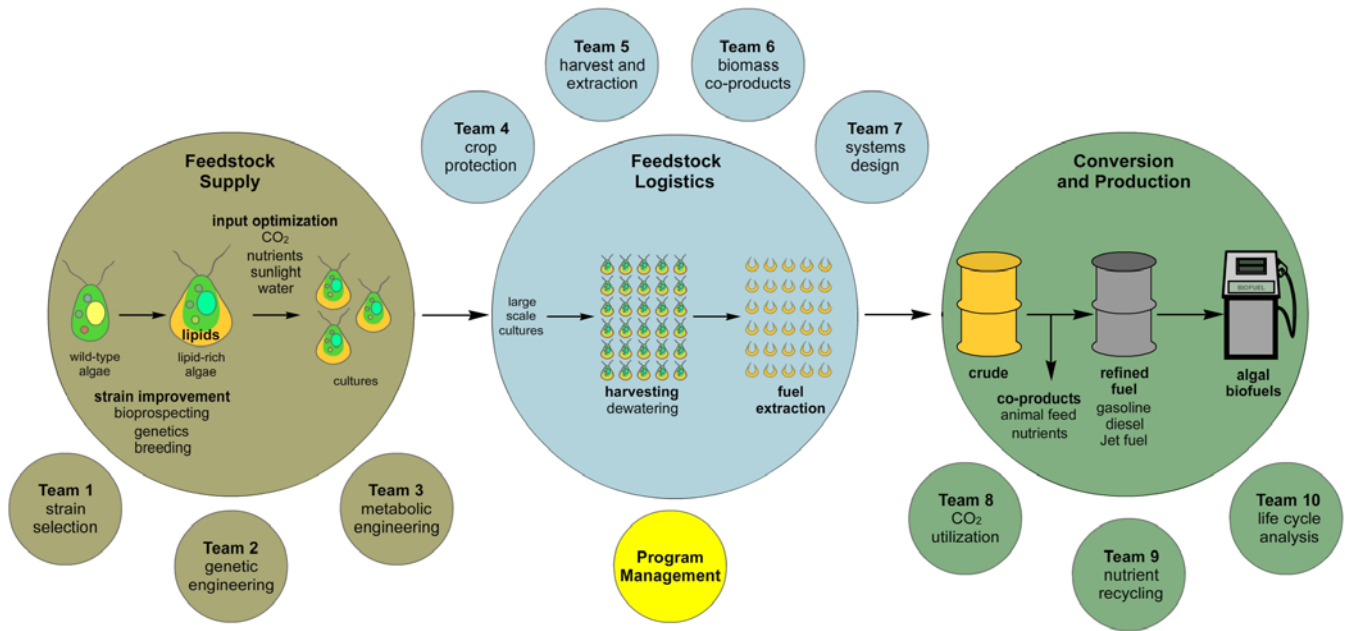 Team 5
harvest and
extraction
Team 6
biomass
co-products
Team 4
crop
protection
Team 7
systems
design
Feedstock
Supply
input optimization
CO₂
nutrients
sunlight
water
lipids
wild-type
algae
lipid-rich
algae
cultures
strain improvement
bioprospecting
genetics
breeding
Team 1
strain
selection
Team 2
genetic
engineering
Team 3
metabolic
engineering
Feedstock
Logistics
large
scale
cultures
harvesting
dewatering
fuel
extraction
Program
Management
Conversion
and Production
BIOFUEL
crude
co-products
animal feed
nutrients
refined
fuel
gasoline
diesel
Jet fuel
algal
biofuels
Team 8
CO₂
utilization
Team 9
nutrient
recycling
Team 10
life cycle
analysis